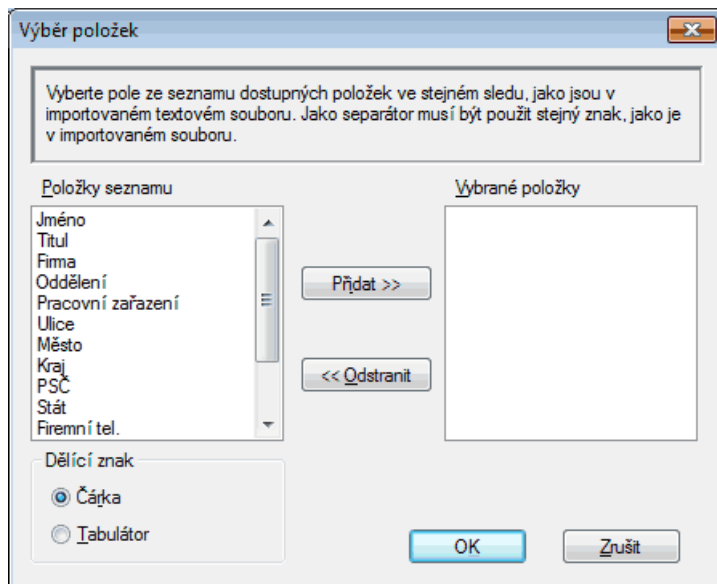 Výběr položek
Vyberte pole ze seznamu dostupných položek ve stejném sledu, jako jsou v
importovaném textovém souboru. Jako separátor musí být použit stejný znak, jako je
v importovaném souboru.
Položky seznamu
Vybrané položky
Jméno
Titul
Firma
Oddělení
Pracovní zařazení
Ulice
Město
Kraj
PSČ
Stát
Firemní tel.
Přidat >>
<< Odstranit
Dělící znak
Čárka
Tabulátor
OK
Zrušit